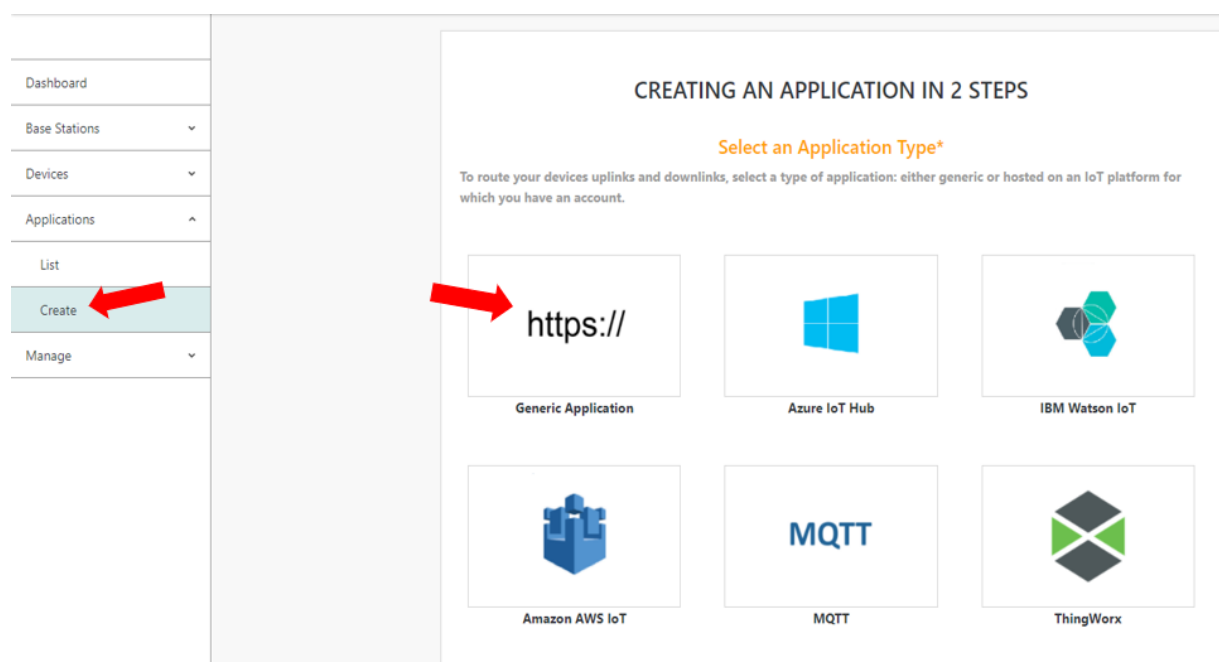 Dashboard
Base Stations
Devices
Applications
List
Create
Manage
CREATING AN APPLICATION IN 2 STEPS
Select an Application Type*
To route your devices uplinks and downlinks, select a type of application: either generic or hosted on an IoT platform for
which you have an account.
https://
Generic Application
Azure IoT Hub
IBM Watson IoT
MQTT
Amazon AWS IoT
MQTT
ThingWorx